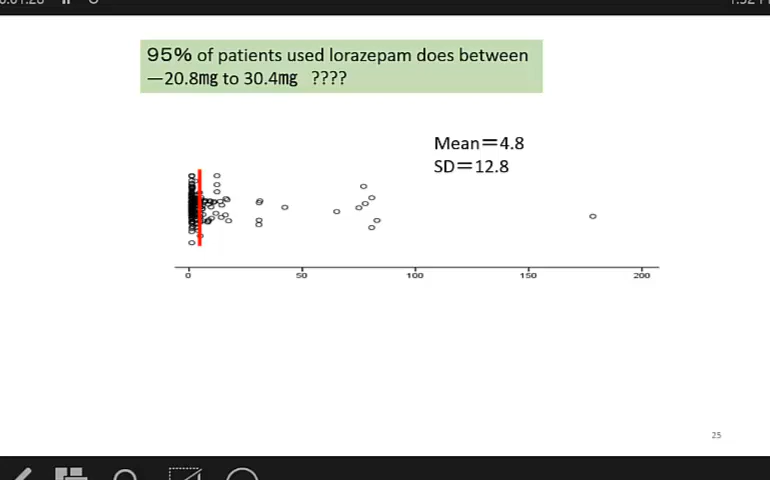 95% of patients used lorazepam does between
－20.8mg to 30.4mg ????
Mean＝4.8
SD＝12.8
0 50 100 150 200
25